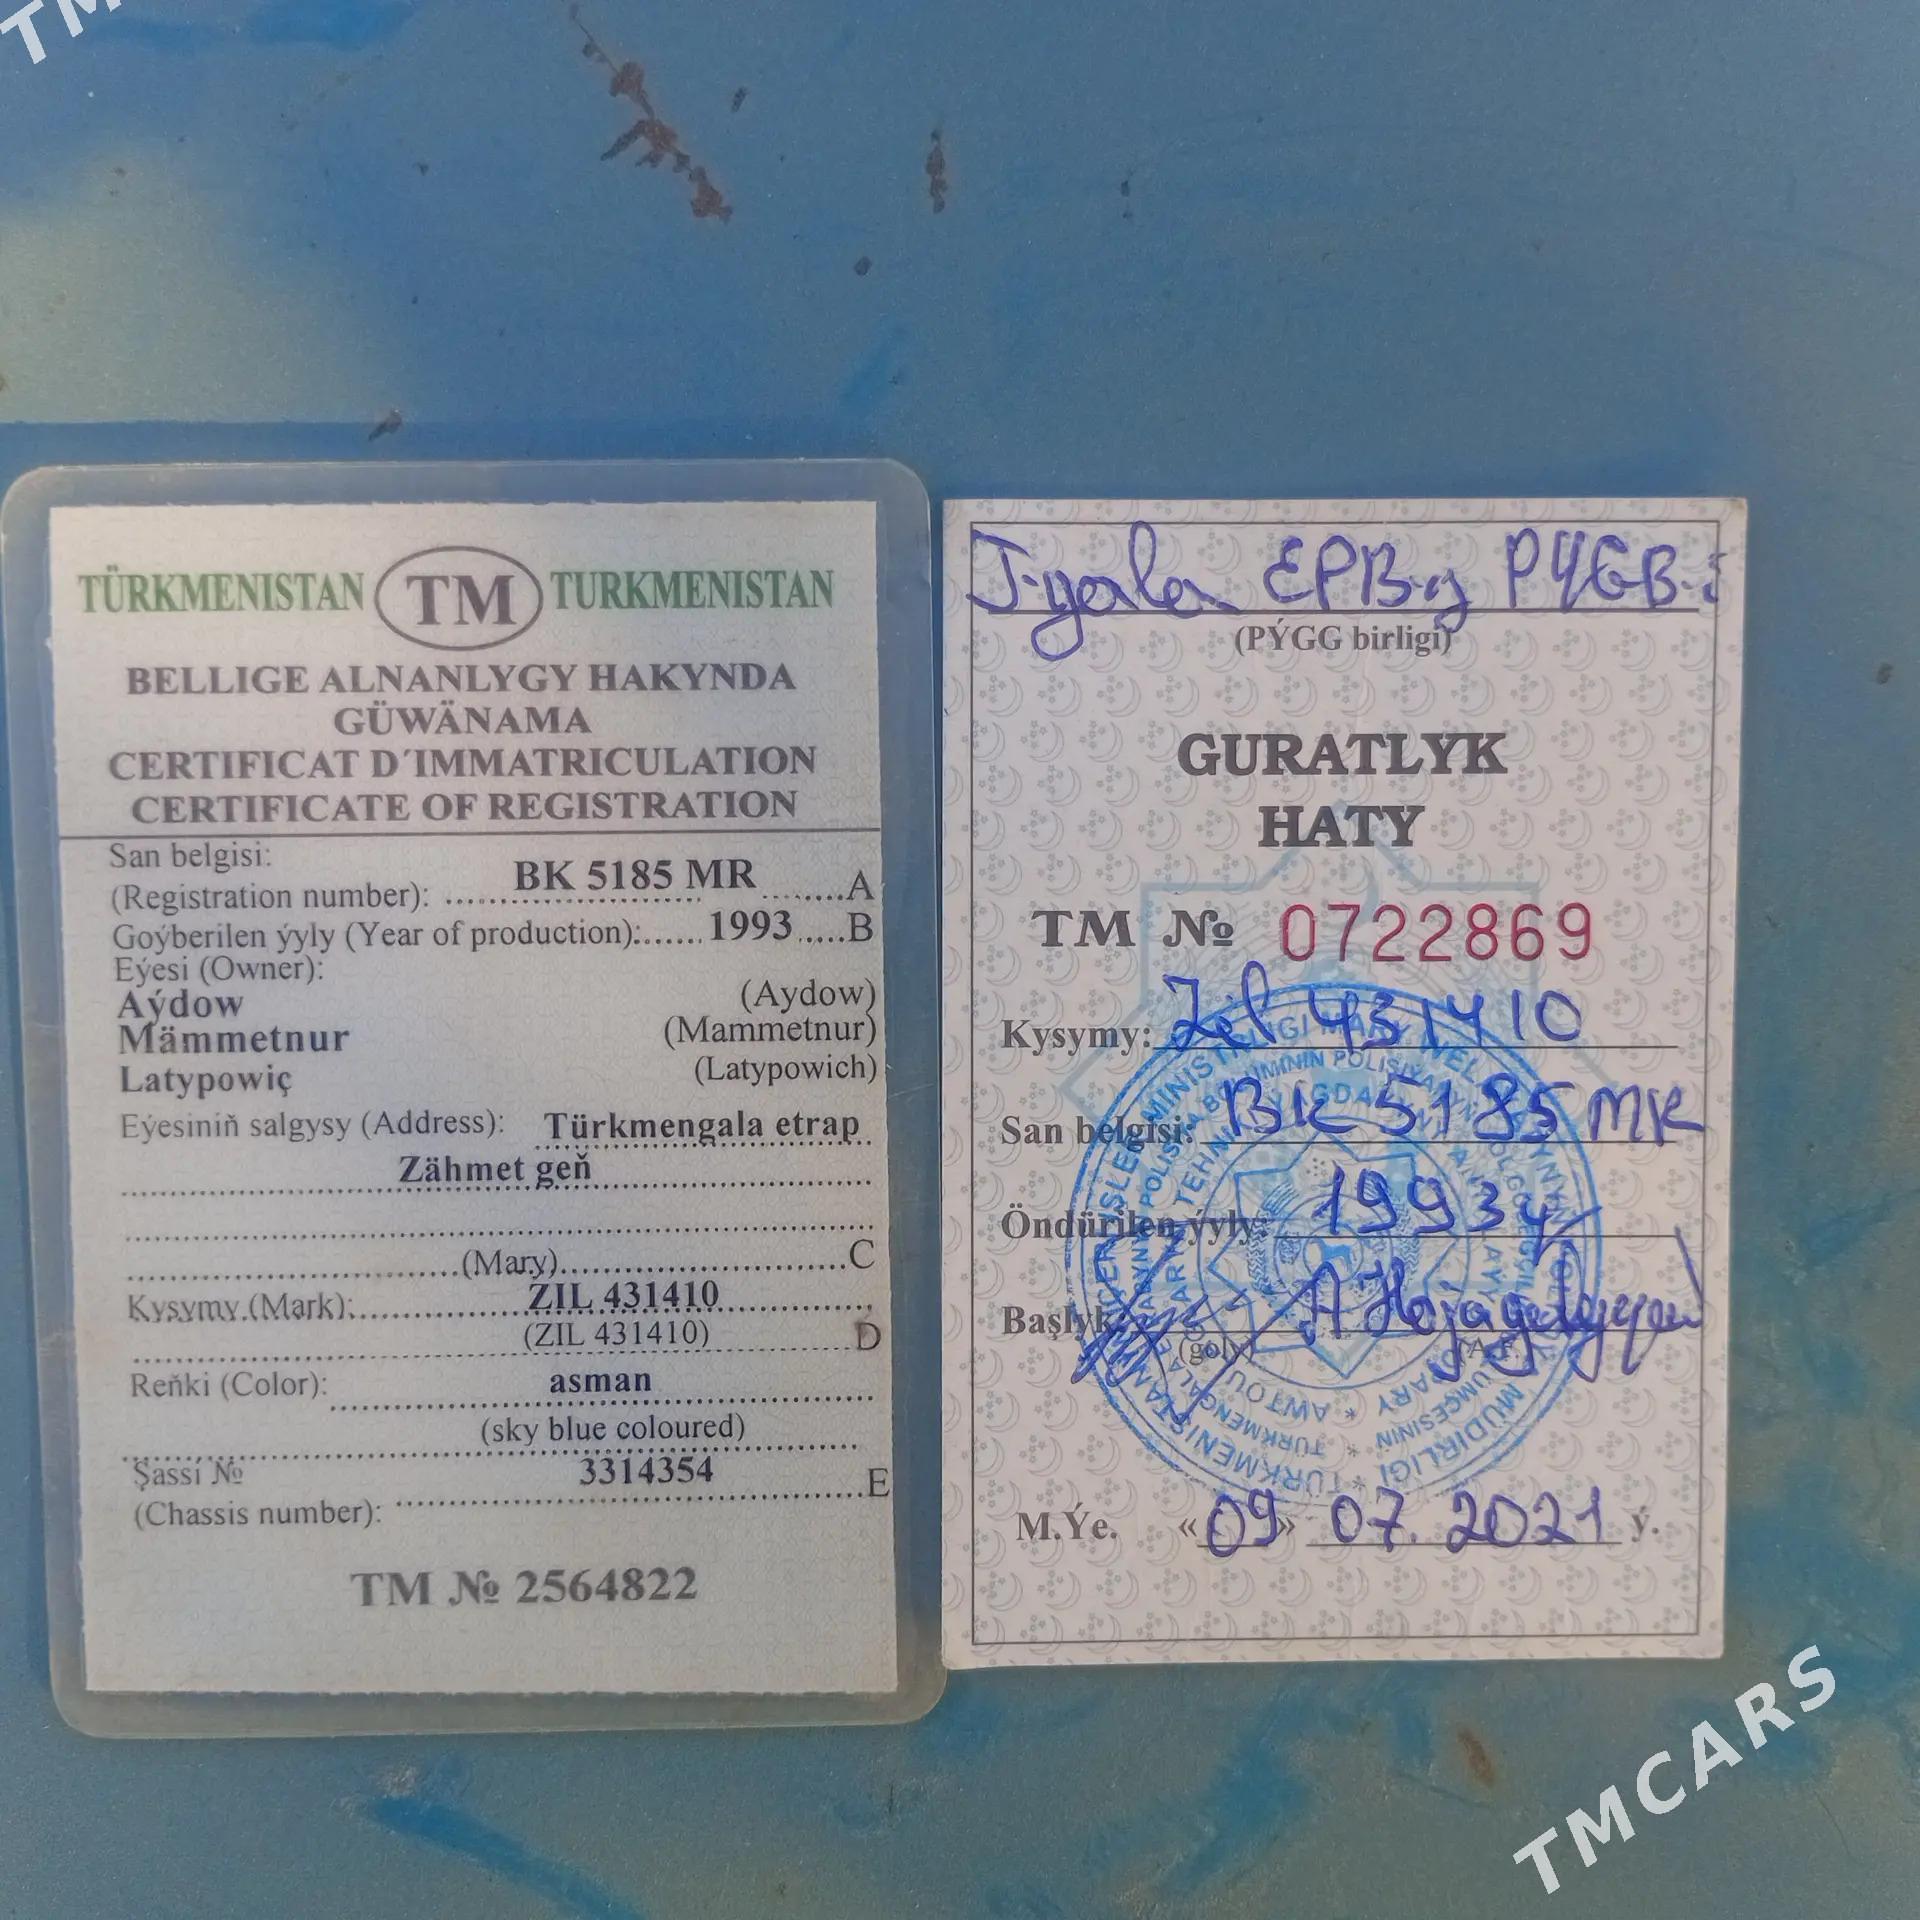 TÜRKMENISTAN TM TURKMENISTAN
BELLIGE ALNANLYGY HAKYNDA
GÜWÄNAMA
CERTIFICAT D'IMMATRICULATION
CERTIFICATE OF REGISTRATION
San belgisi:
(Registration number): BK 5185 MR A
Goýberilen ýyly (Year of production): 1993 B
Eýesi (Owner):
Aýdow (Aydow)
Mämmetnur (Mammetnur)
Latypowiç (Latypowich)
Eýesiniň salgysy (Address): Türkmengala etrap
Zähmet geň
(Mary) C
Kysymy (Mark): ZIL 431410
(ZIL 431410) D
Reňki (Color): asman
(sky blue coloured)
Şassi № 3314354
(Chassis number): E
TM № 2564822
(PÝGG birligi)
GURATLYK
HATY
TM № 0722869
Kysymy: Zil 431410
San belgisi: BK 5185 MR
Öndürilen ýyly: 1993 ý
Başlyk:
(goly)
M.Ýe. «09» 07. 2021 ý.
TMCARS